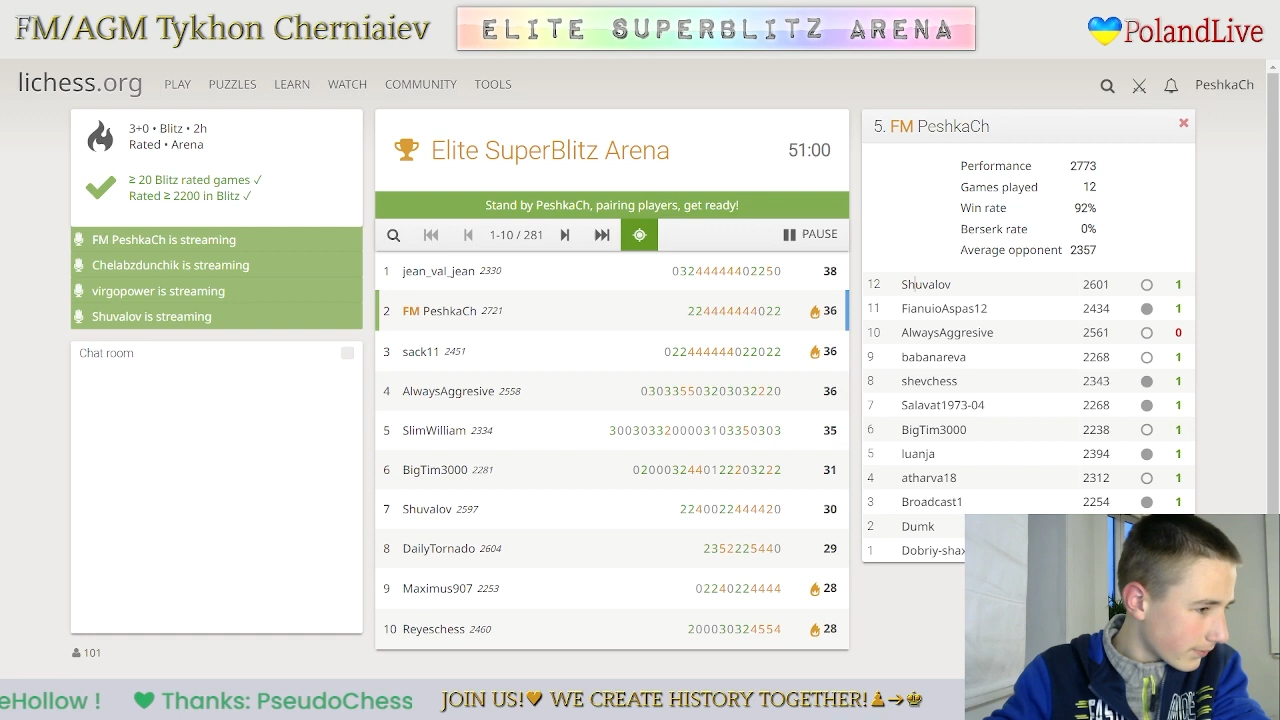 FM/AGM Tykhon Cherniaiev
ELITE SUPERBLITZ ARENA
PolandLive
lichess.org
PLAY PUZZLES LEARN WATCH COMMUNITY TOOLS
PeshkaCh
3+0 • Blitz • 2h
Rated • Arena
≥ 20 Blitz rated games ✓
Rated ≥ 2200 in Blitz ✓
FM PeshkaCh is streaming
Chelabzdunchik is streaming
virgopower is streaming
Shuvalov is streaming
Chat room
101
Elite SuperBlitz Arena 51:00
Stand by PeshkaCh, pairing players, get ready!
1-10 / 281 PAUSE
1 jean_val_jean 2330 03244444402250 38
2 FM PeshkaCh 2721 224444444022 36
3 sack11 2451 022444444022022 36
4 AlwaysAggresive 2558 030335503203032220 36
5 SlimWilliam 2334 3003033200003103350303 35
6 BigTim3000 2281 0200032440122203222 31
7 Shuvalov 2597 2240022444420 30
8 DailyTornado 2604 2352225440 29
9 Maximus907 2253 02240224444 28
10 Reyeschess 2460 200030324554 28
5. FM PeshkaCh
Performance 2773
Games played 12
Win rate 92%
Berserk rate 0%
Average opponent 2357
12 Shuvalov 2601 1
11 FianuioAspas12 2434 1
10 AlwaysAggresive 2561 0
9 babanareva 2268 1
8 shevchess 2343 1
7 Salavat1973-04 2268 1
6 BigTim3000 2238 1
5 luanja 2394 1
4 atharva18 2312 1
3 Broadcast1 2254 1
2 Dumk
1 Dobriy-shax
eHollow ! Thanks: PseudoChess JOIN US! WE CREATE HISTORY TOGETHER!